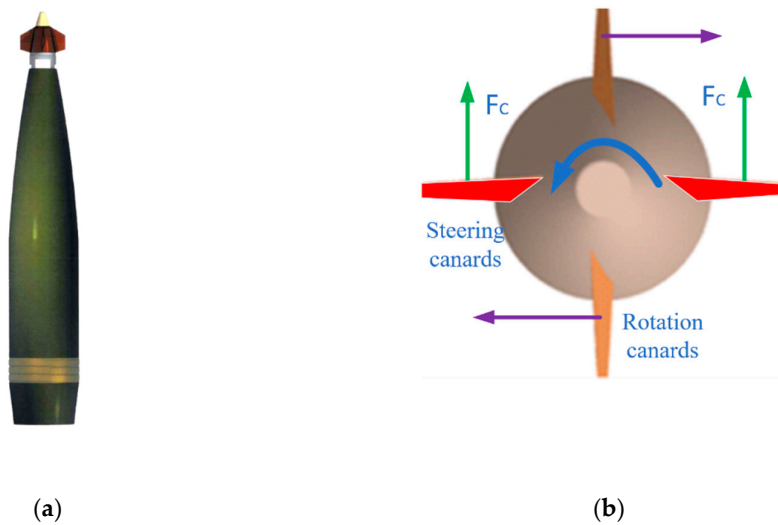 Fc
Fc
Steering
canards
Rotation
canards
(a)
(b)